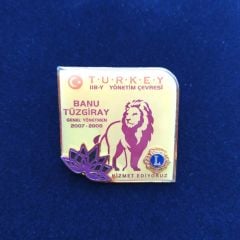 TURKEY
118-Y YÖNETİM ÇEVRESİ
BANU
TÜZGİRAY
GENEL YÖNETMEN
2007-2008
L
HİZMET EDİYORUZ